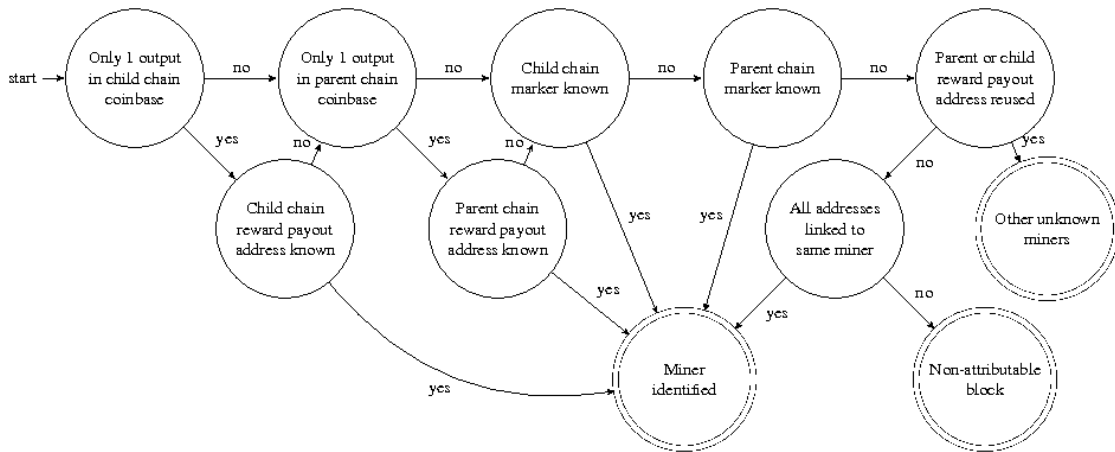 start
Only 1 output
in child chain
coinbase
no
Only 1 output
in parent chain
coinbase
no
Child chain
marker known
no
Parent chain
marker known
no
Parent or child
reward payout
address reused
yes
no
yes
no
no
yes
Child chain
reward payout
address known
Parent chain
reward payout
address known
yes
yes
All addresses
linked to
same miner
Other unknown
miners
yes
yes
no
yes
Miner
identified
Non-attributable
block